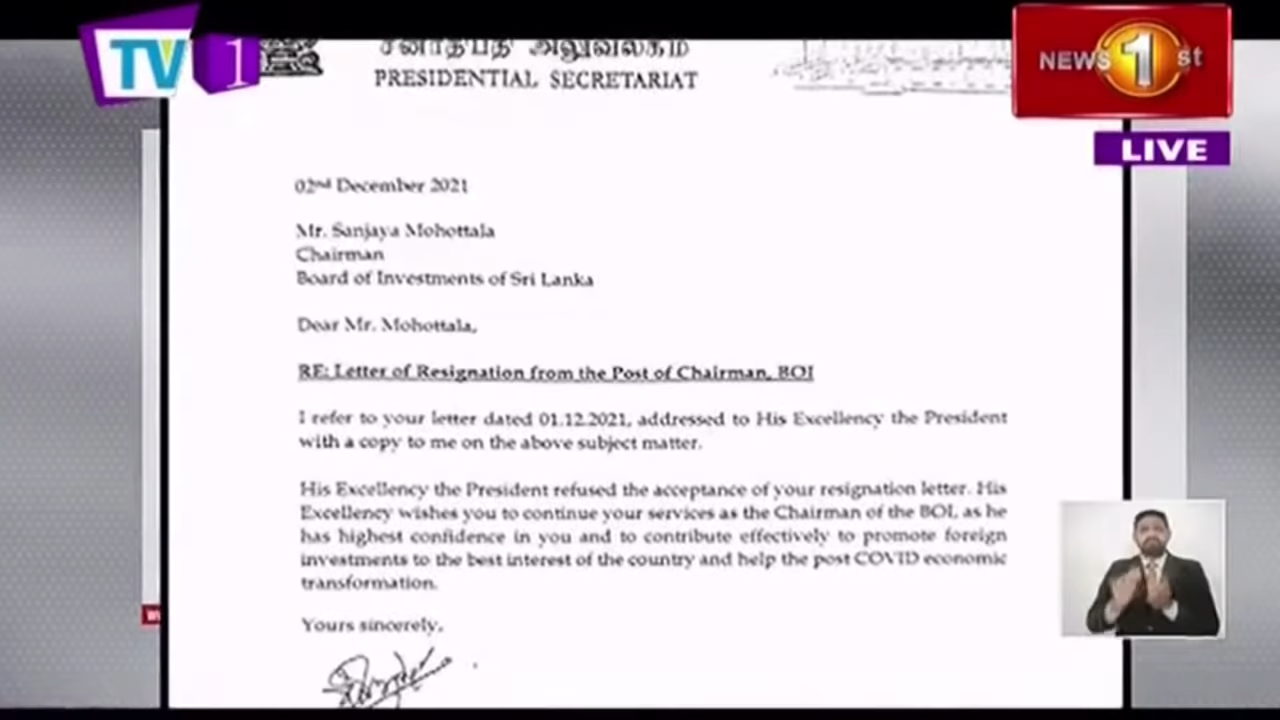 TV 1
NEWS 1st
LIVE
PRESIDENTIAL SECRETARIAT
02nd December 2021
Mr. Sanjaya Mohottala
Chairman
Board of Investments of Sri Lanka
Dear Mr. Mohottala,
RE: Letter of Resignation from the Post of Chairman, BOI
I refer to your letter dated 01.12.2021, addressed to His Excellency the President
with a copy to me on the above subject matter.
His Excellency the President refused the acceptance of your resignation letter. His
Excellency wishes you to continue your services as the Chairman of the BOI, as he
has highest confidence in you and to contribute effectively to promote foreign
investments to the best interest of the country and help the post COVID economic
transformation.
Yours sincerely,